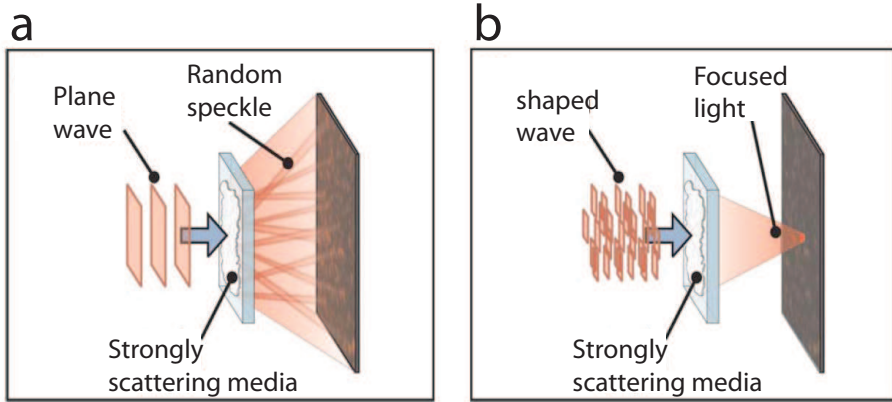 a
Plane
wave
Random
speckle
Strongly
scattering media
b
shaped
wave
Focused
light
Strongly
scattering media